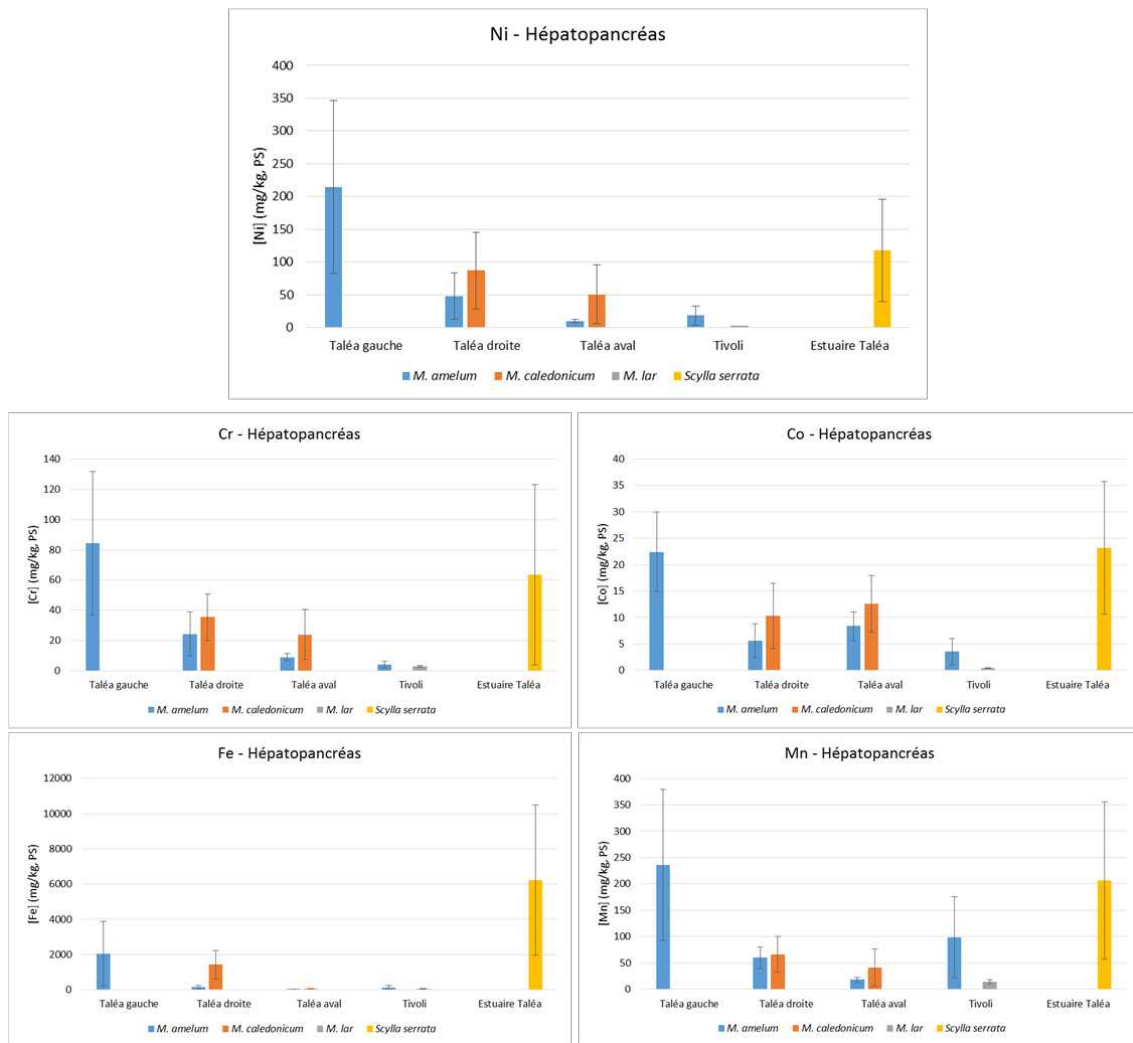 Ni - Hépatopancréas
[Ni] (mg/kg, PS)
400
350
300
250
200
150
100
50
0
Taléa gauche Taléa droite Taléa aval Tivoli Estuaire Taléa
M. amelum M. caledonicum M. lar Scylla serrata
Cr - Hépatopancréas
[Cr] (mg/kg, PS)
140
120
100
80
60
40
20
0
Taléa gauche Taléa droite Taléa aval Tivoli Estuaire Taléa
M. amelum M. caledonicum M. lar Scylla serrata
Co - Hépatopancréas
[Co] (mg/kg, PS)
40
35
30
25
20
15
10
5
0
Taléa gauche Taléa droite Taléa aval Tivoli Estuaire Taléa
M. amelum M. caledonicum M. lar Scylla serrata
Fe - Hépatopancréas
[Fe] (mg/kg, PS)
12000
10000
8000
6000
4000
2000
0
Taléa gauche Taléa droite Taléa aval Tivoli Estuaire Taléa
M. amelum M. caledonicum M. lar Scylla serrata
Mn - Hépatopancréas
[Mn] (mg/kg, PS)
400
350
300
250
200
150
100
50
0
Taléa gauche Taléa droite Taléa aval Tivoli Estuaire Taléa
M. amelum M. caledonicum M. lar Scylla serrata